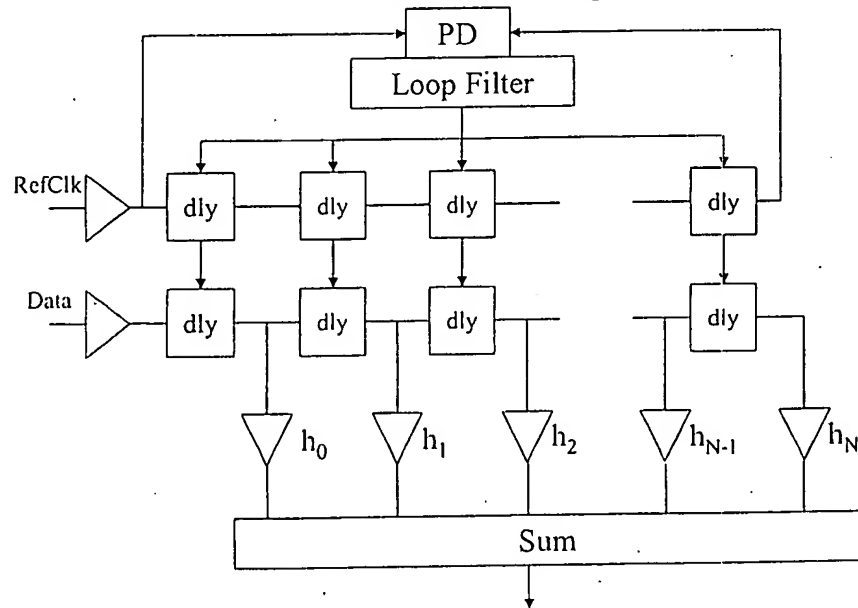 PD
Loop Filter
RefClk
dly dly dly dly
Data
dly dly dly dly
h0 h1 h2 hN-1 hN
Sum